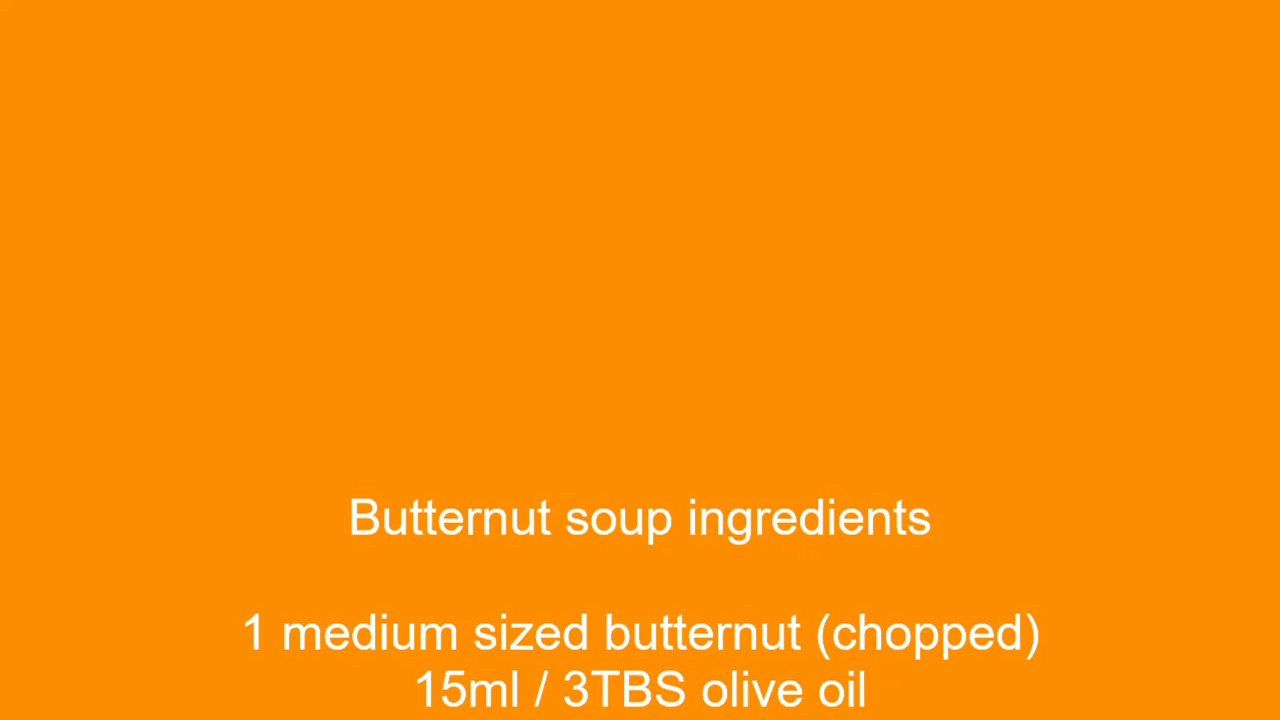 Butternut soup ingredients
1 medium sized butternut (chopped)
15ml / 3TBS olive oil